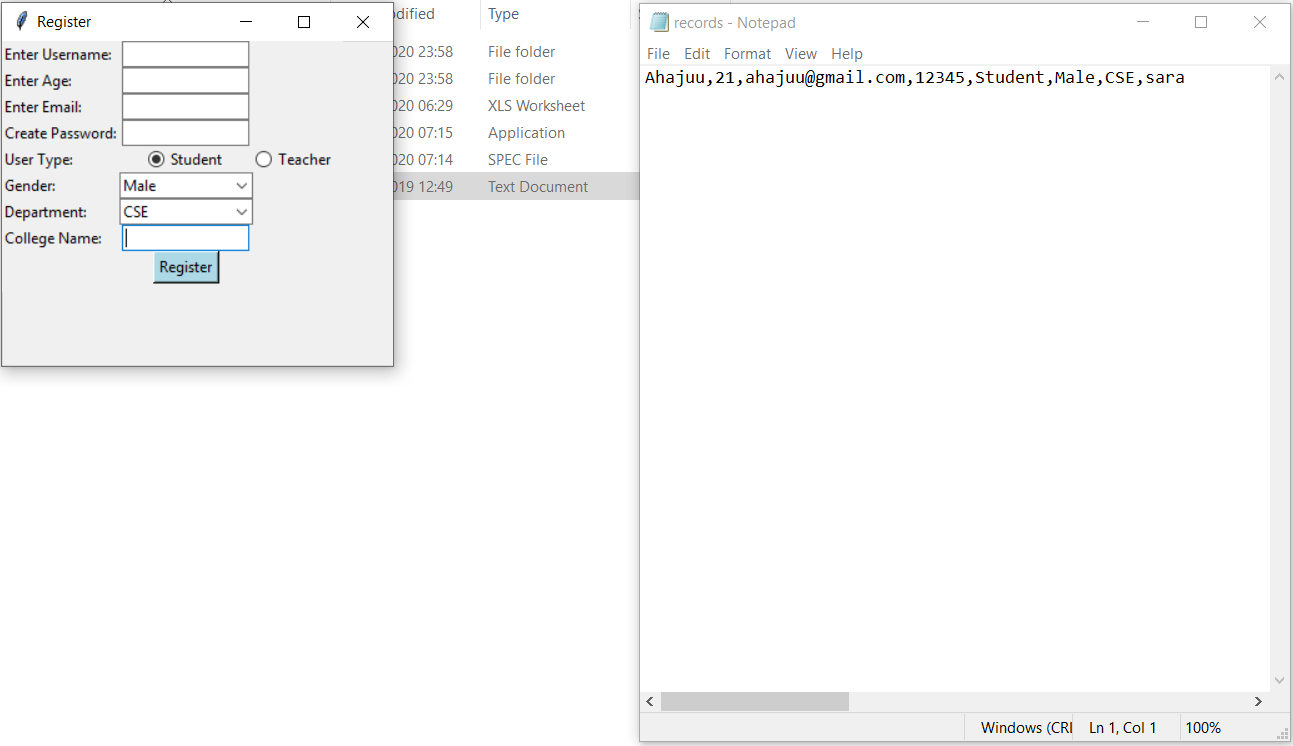 Register
Enter Username:
Enter Age:
Enter Email:
Create Password:
User Type: Student Teacher
Gender: Male
Department: CSE
College Name:
Register
Type
020 23:58 File folder
020 23:58 File folder
020 06:29 XLS Worksheet
020 07:15 Application
020 07:14 SPEC File
019 12:49 Text Document
records - Notepad
File Edit Format View Help
Ahajuu,21,ahajuu@gmail.com,12345,Student,Male,CSE,sara
Windows (CRI Ln 1, Col 1 100%